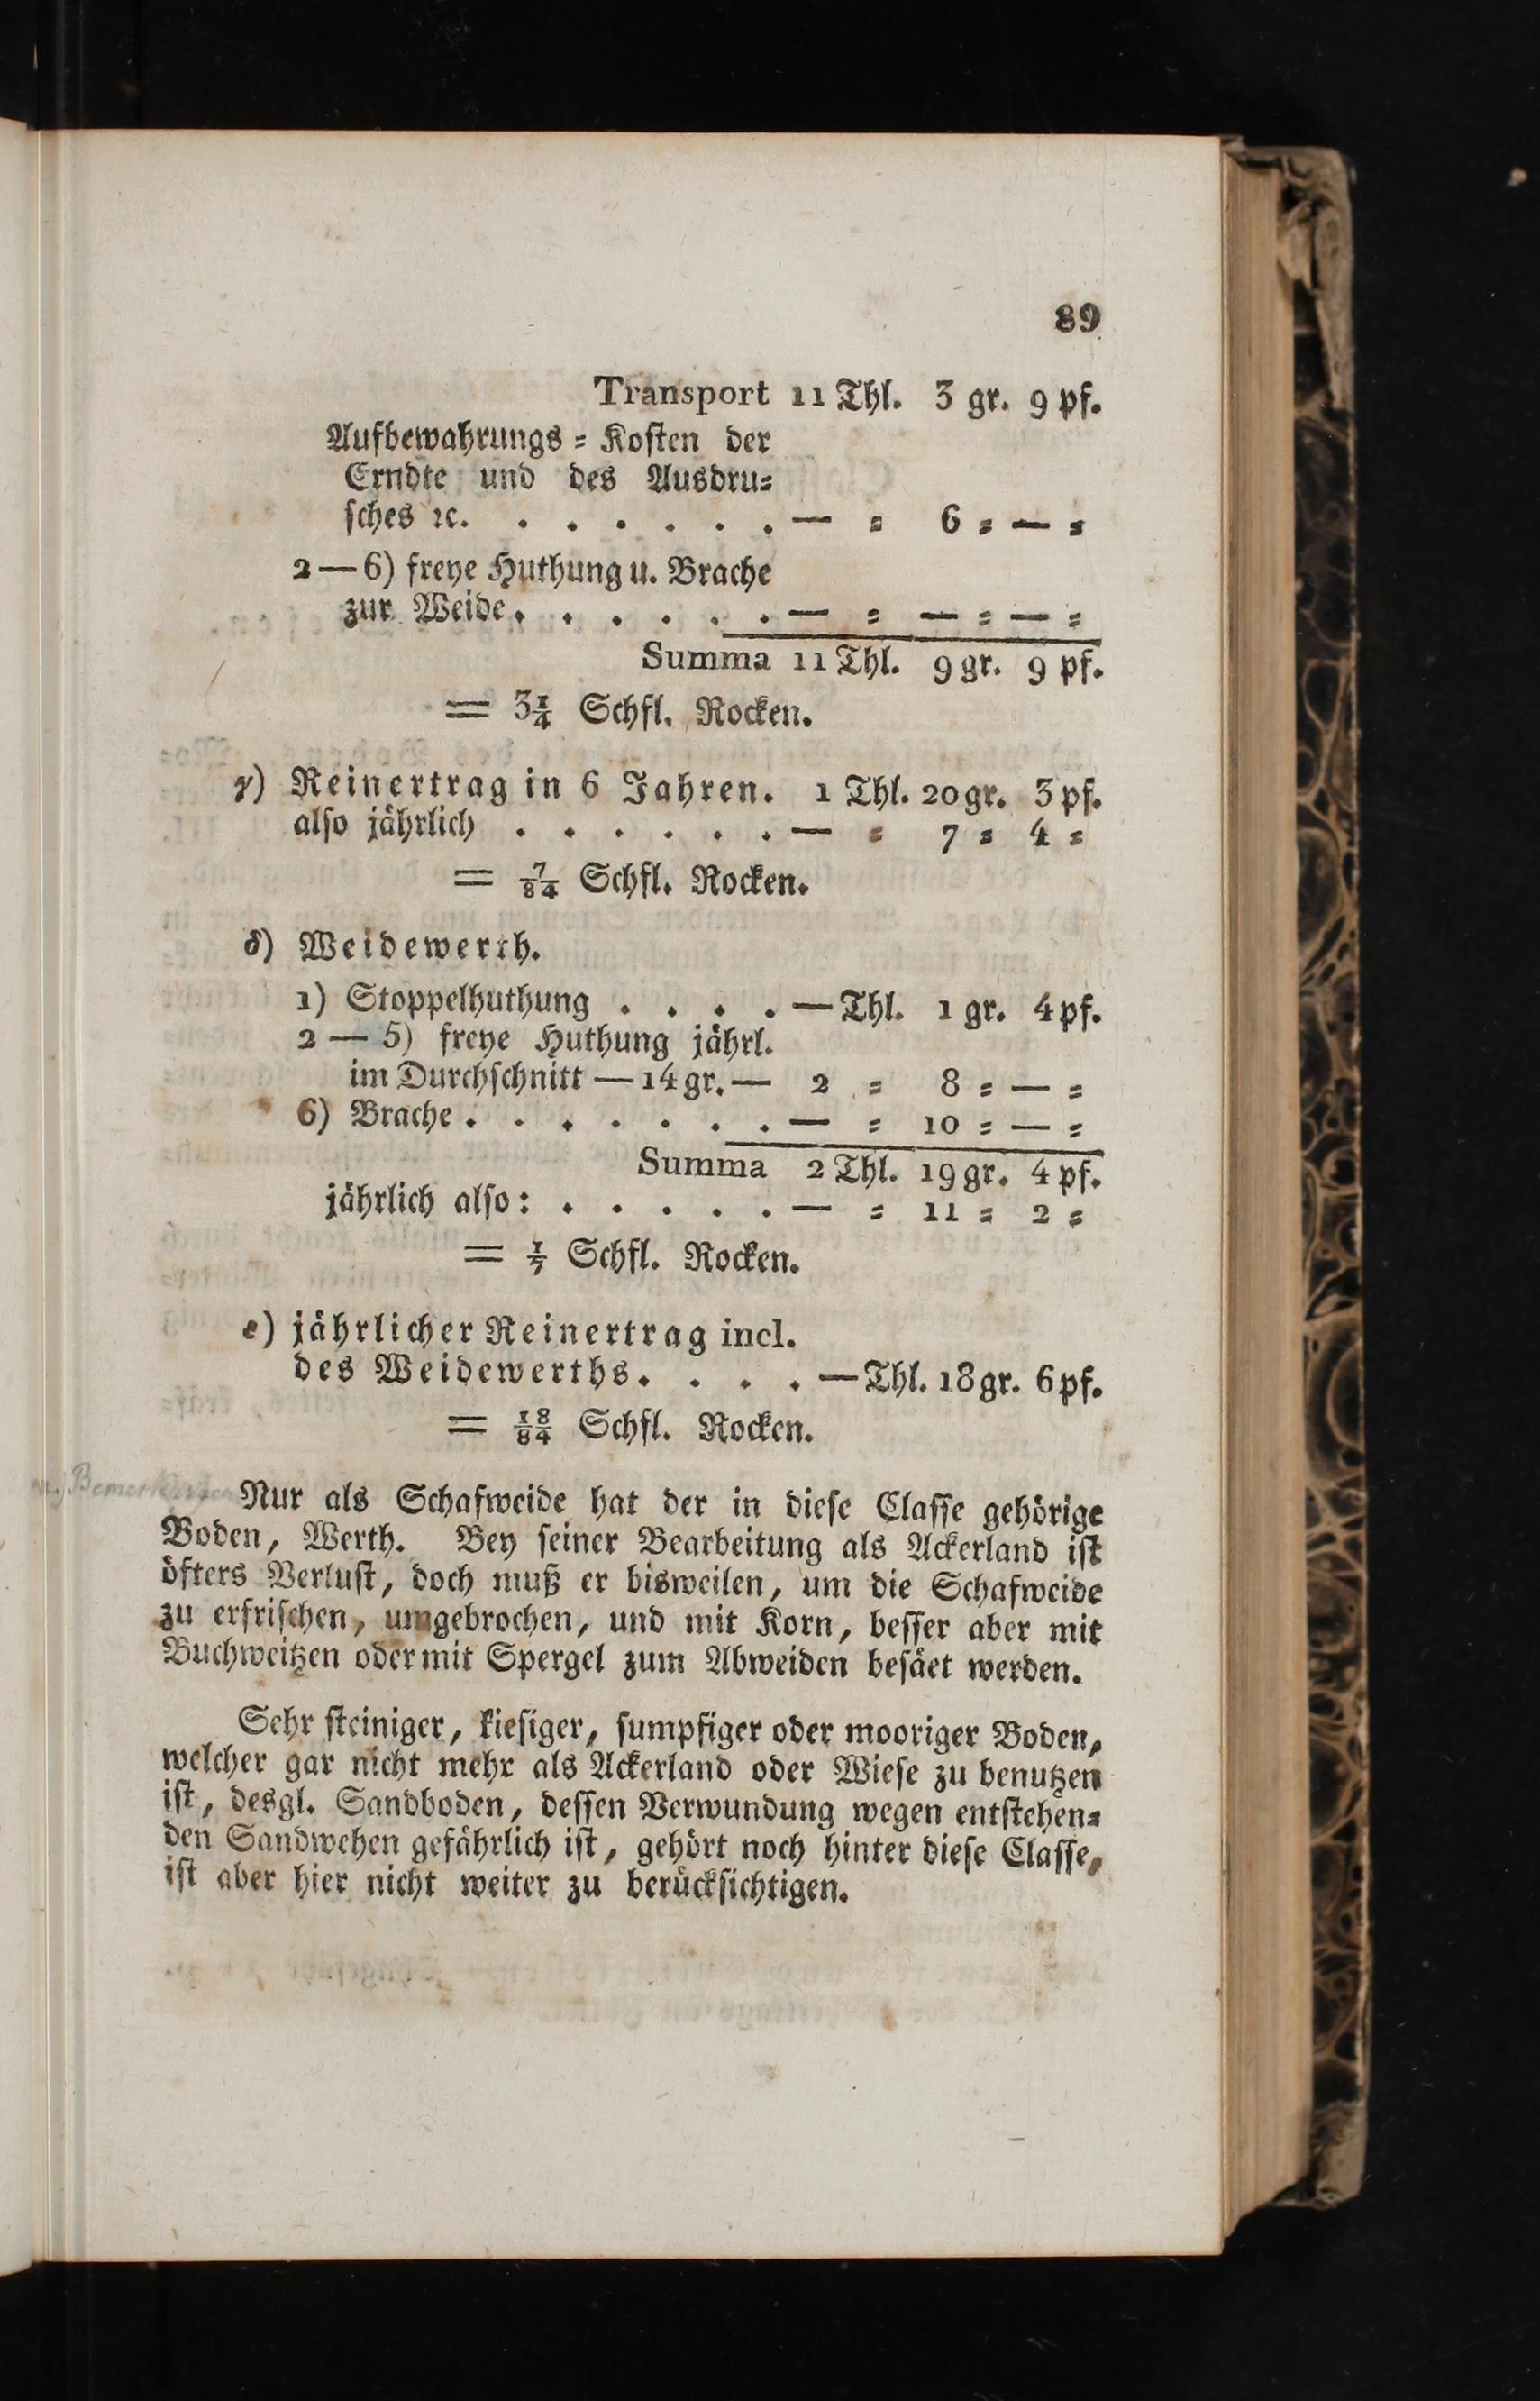 89
Transport 11 Thl. 3 gr. 9 pf.
Aufbewahrungs = Kosten der
Erndte und des Ausdru=
sches ꝛc. . . . . . . — = 6 = — =
2 — 6) freye Huthung u. Brache
zur Weide. . . . . . — = — = — =
Summa 11 Thl. 9 gr. 9 pf.
= 3¼ Schfl. Rocken.
γ) Reinertrag in 6 Jahren. 1 Thl. 20 gr. 3 pf.
also jährlich . . . . . . — = 7 = 4 =
= 7/84 Schfl. Rocken.
δ) Weidewerth.
1) Stoppelhuthung . . . . — Thl. 1 gr. 4 pf.
2 — 5) freye Huthung jährl.
im Durchschnitt — 14 gr. — 2 = 8 = — =
6) Brache . . . . . . . — = 10 = — =
Summa 2 Thl. 19 gr. 4 pf.
jährlich also: . . . . . — = 11 = 2 =
= 1/7 Schfl. Rocken.
ε) jährlicher Reinertrag incl.
des Weidewerths. . . . — Thl. 18 gr. 6 pf.
= 18/84 Schfl. Rocken.
Nur als Schafweide hat der in diese Classe gehörige
Boden, Werth. Bey seiner Bearbeitung als Ackerland ist
öfters Verlust, doch muß er bisweilen, um die Schafweide
zu erfrischen, umgebrochen, und mit Korn, besser aber mit
Buchweitzen oder mit Spergel zum Abweiden besäet werden.
Sehr steiniger, kiesiger, sumpfiger oder mooriger Boden,
welcher gar nicht mehr als Ackerland oder Wiese zu benutzen
ist, desgl. Sandboden, dessen Verwundung wegen entstehen=
den Sandwehen gefährlich ist, gehört noch hinter diese Classe,
ist aber hier nicht weiter zu berücksichtigen.